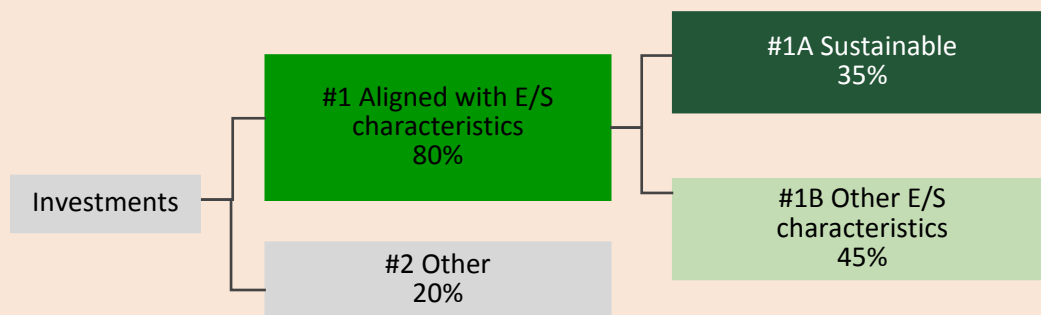 Investments
#1 Aligned with E/S
characteristics
80%
#2 Other
20%
#1A Sustainable
35%
#1B Other E/S
characteristics
45%